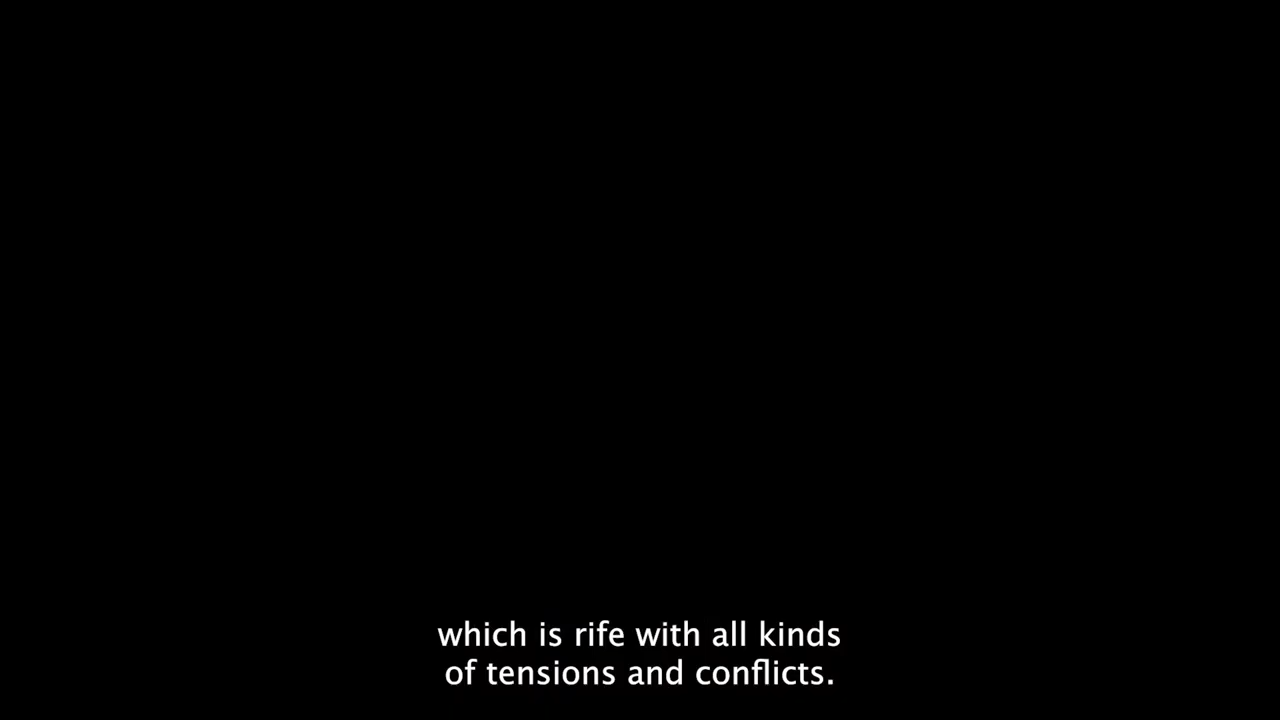 which is rife with all kinds
of tensions and conflicts.